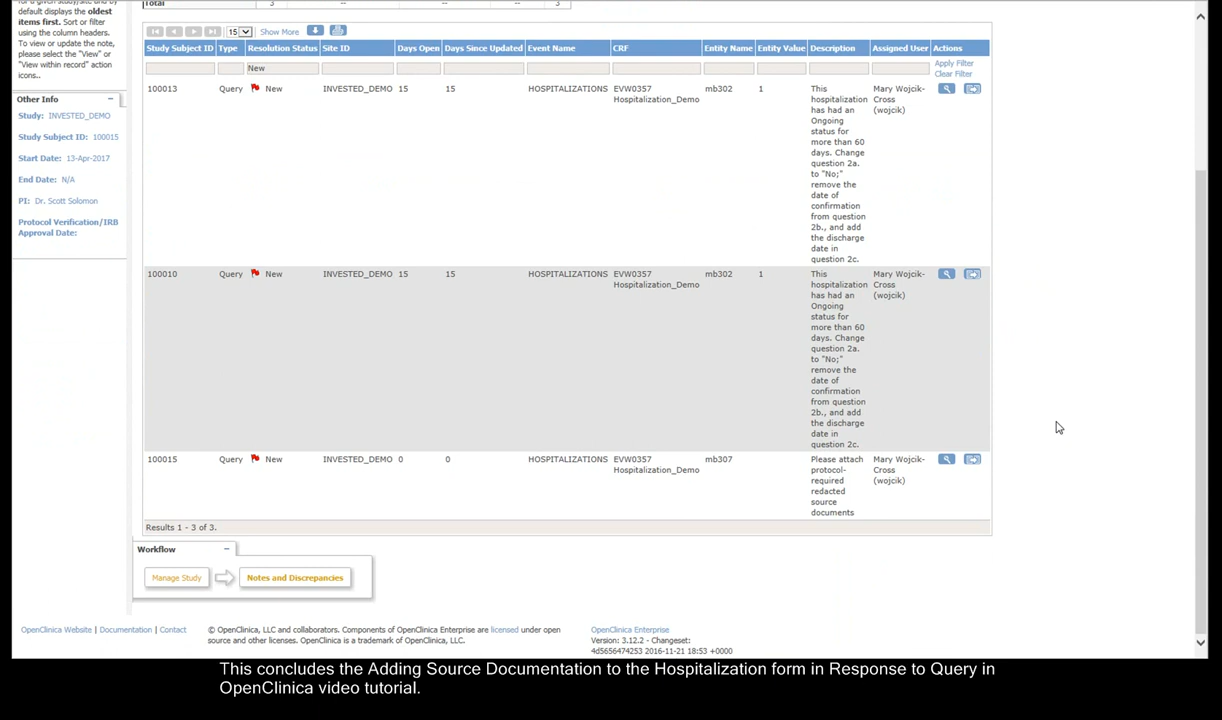 for a given study/site and
by default displays the oldest
items first. Sort or filter
using the column headers.
To view or update the note,
please select the "View" or
"View within record" action
icons..
Total 3 -- -- -- 3
15 Show More
Study Subject ID Type Resolution Status Site ID Days Open Days Since Updated Event Name CRF Entity Name Entity Value Description Assigned User Actions
New
Apply Filter
Clear Filter
Other Info
Study: INVESTED_DEMO
Study Subject ID: 100015
Start Date: 13-Apr-2017
End Date: N/A
PI: Dr. Scott Solomon
Protocol Verification/IRB
Approval Date:
100013 Query New INVESTED_DEMO 15 15 HOSPITALIZATIONS EVW0357 mb302 1 This Mary Wojcik-
Hospitalization_Demo hospitalization Cross
has had an (wojcik)
Ongoing
status for
more than 60
days. Change
question 2a.
to "No;"
remove the
date of
confirmation
from question
2b., and add
the discharge
date in
question 2c.
100010 Query New INVESTED_DEMO 15 15 HOSPITALIZATIONS EVW0357 mb302 1 This Mary Wojcik-
Hospitalization_Demo hospitalization Cross
has had an (wojcik)
Ongoing
status for
more than 60
days. Change
question 2a.
to "No;"
remove the
date of
confirmation
from question
2b., and add
the discharge
date in
question 2c.
100015 Query New INVESTED_DEMO 0 0 HOSPITALIZATIONS EVW0357 mb307 Please attach Mary Wojcik-
Hospitalization_Demo protocol- Cross
required (wojcik)
redacted
source
documents
Results 1 - 3 of 3.
Workflow
Manage Study Notes and Discrepancies
OpenClinica Website | Documentation | Contact
© OpenClinica, LLC and collaborators. Components of OpenClinica Enterprise are licensed under open
source and other licenses. OpenClinica is a trademark of OpenClinica, LLC.
OpenClinica Enterprise
Version: 3.12.2 - Changeset:
4d5656474253 2016-11-21 18:53 +0000
This concludes the Adding Source Documentation to the Hospitalization form in Response to Query in
OpenClinica video tutorial.